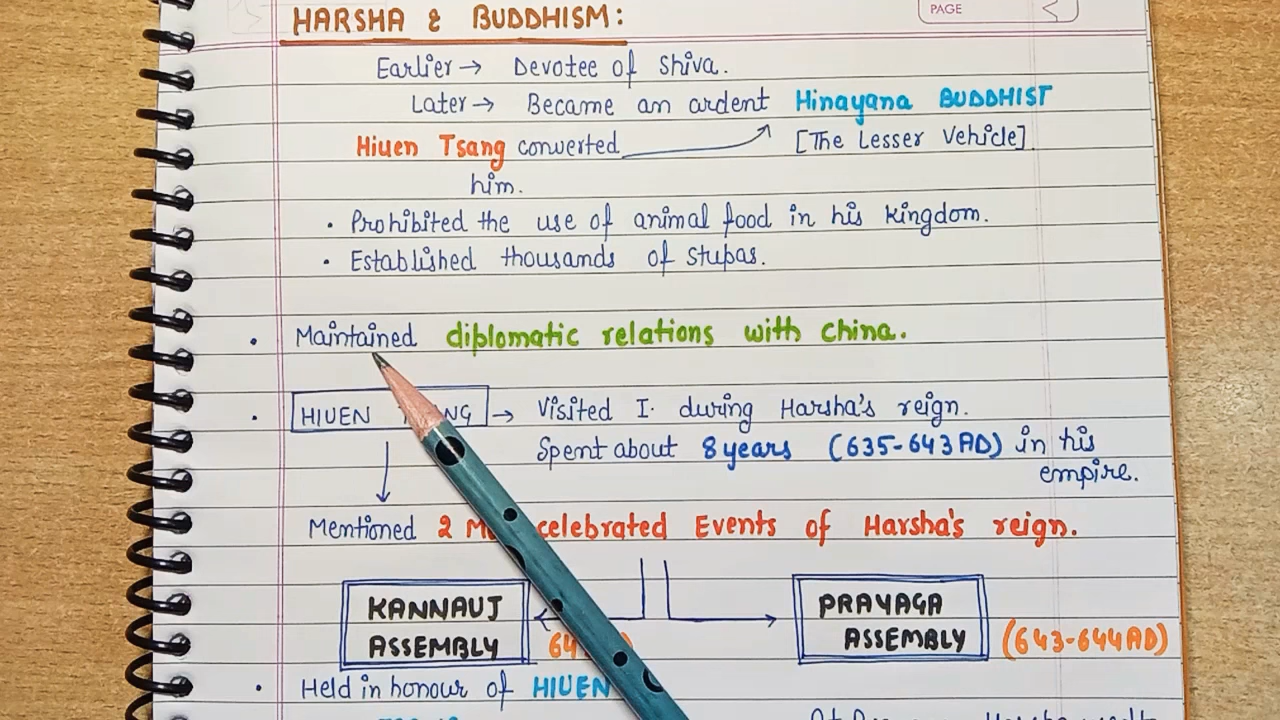 PAGE
HARSHA & BUDDHISM:
Earlier → Devotee of Shiva.
Later → Became an ardent Hinayana BUDDHIST
Hiuen Tsang converted [The Lesser Vehicle]
him.
• Prohibited the use of animal food in his kingdom.
• Established thousands of stupas.
• Maintained diplomatic relations with China.
• HIUEN → Visited I. during Harsha's reign.
Spent about 8 years (635-643 AD) in his
empire.
Mentioned 2 celebrated Events of Harsha's reign.
KANNAUJ PRAYAGA
ASSEMBLY ASSEMBLY (643-644 AD)
• Held in honour of HIUEN